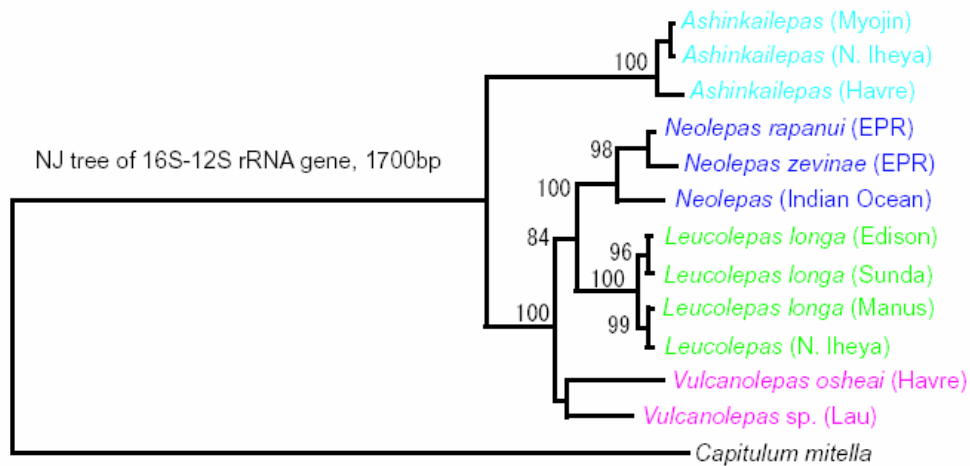 Ashinkailepas (Myojin)
Ashinkailepas (N. Iheya)
100
Ashinkailepas (Havre)
Neolepas rapanui (EPR)
98
NJ tree of 16S-12S rRNA gene, 1700bp
Neolepas zevinae (EPR)
100
Neolepas (Indian Ocean)
84
Leucolepas longa (Edison)
96
100
Leucolepas longa (Sunda)
Leucolepas longa (Manus)
100
99
Leucolepas (N. Iheya)
Vulcanolepas osheai (Havre)
Vulcanolepas sp. (Lau)
Capitulum mitella